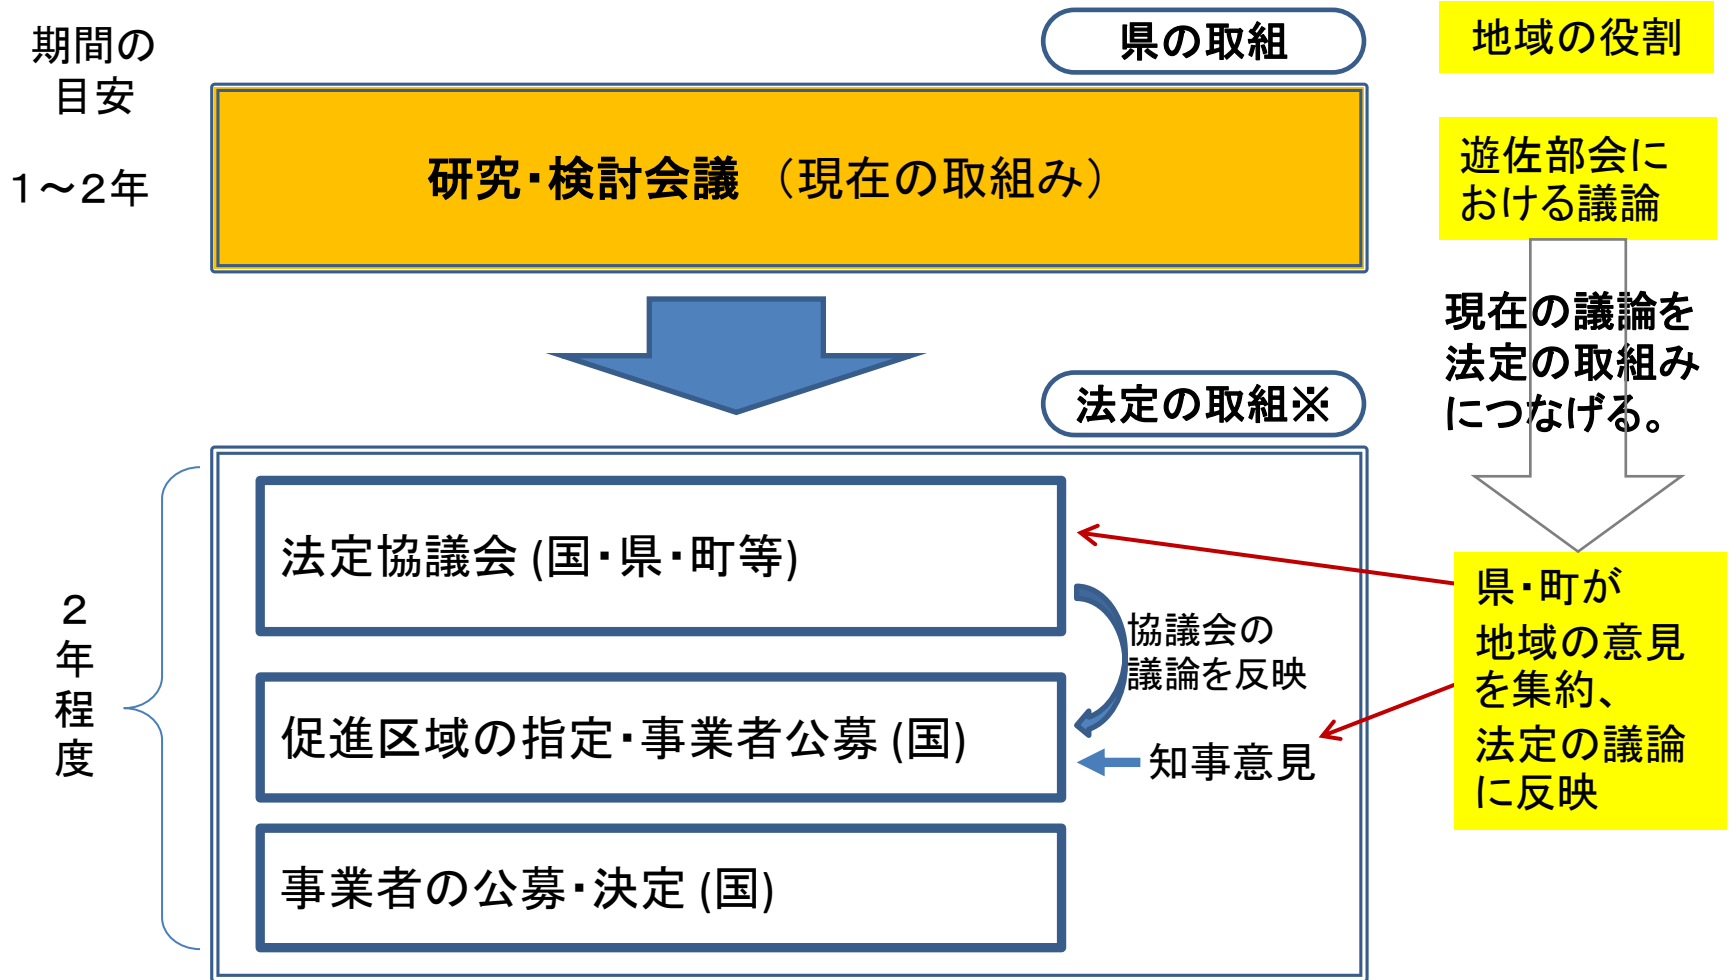 期間の
目安
県の取組
地域の役割
1～2年
研究・検討会議 （現在の取組み）
遊佐部会に
おける議論
現在の議論を
法定の取組み
につなげる。
法定の取組※
2
年
程
度
法定協議会 (国・県・町等)
協議会の
議論を反映
促進区域の指定・事業者公募 (国)
知事意見
事業者の公募・決定 (国)
県・町が
地域の意見
を集約、
法定の議論
に反映